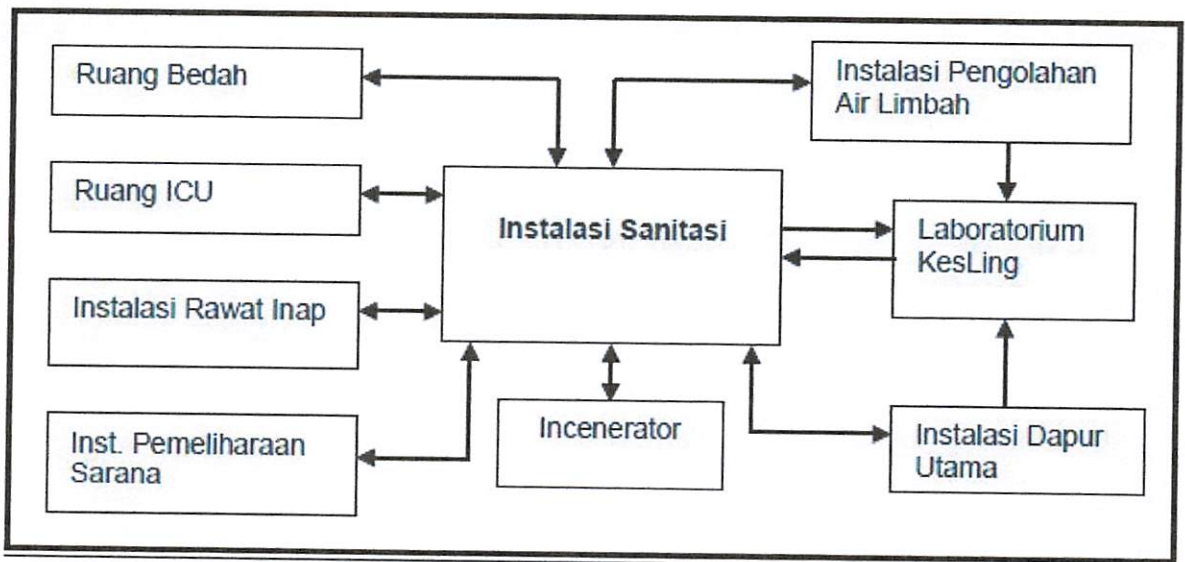 Ruang Bedah
Instalasi Pengolahan
Air Limbah
Ruang ICU
Instalasi Sanitasi
Laboratorium
KesLing
Instalasi Rawat Inap
Incenerator
Instalasi Dapur
Utama
Inst. Pemeliharaan
Sarana